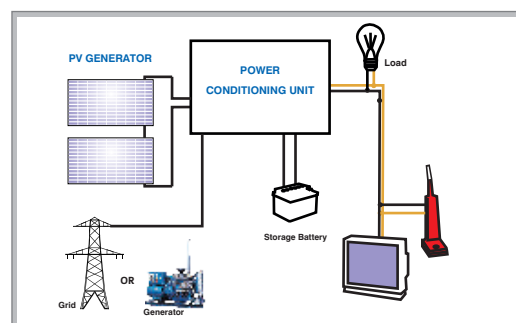 PV GENERATOR
POWER
CONDITIONING UNIT
Load
Storage Battery
OR
Grid
Generator